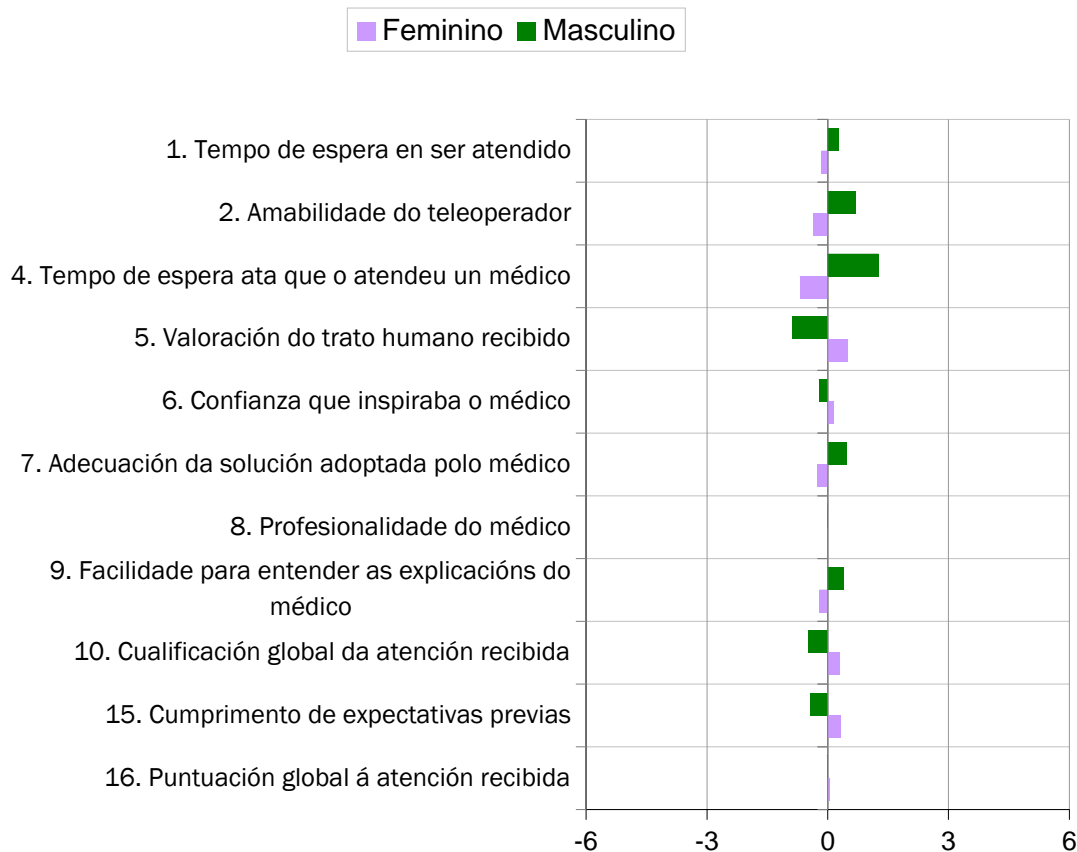 Feminino Masculino
1. Tempo de espera en ser atendido
2. Amabilidade do teleoperador
4. Tempo de espera ata que o atendeu un médico
5. Valoración do trato humano recibido
6. Confianza que inspiraba o médico
7. Adecuación da solución adoptada polo médico
8. Profesionalidade do médico
9. Facilidade para entender as explicacións do
médico
10. Cualificación global da atención recibida
15. Cumprimento de expectativas previas
16. Puntuación global á atención recibida
-6 -3 0 3 6